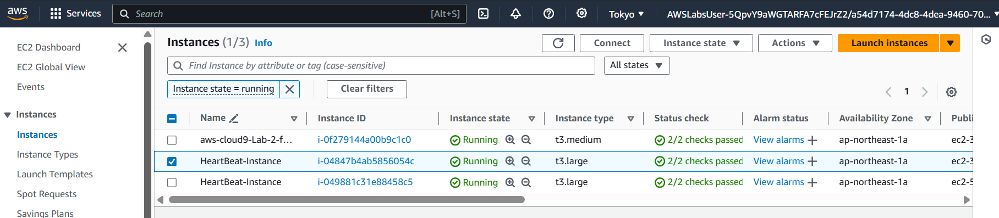 aws
Services
Search
[Alt+S]
Tokyo
AWSLabsUser-5QpvY9aWGTARFA7cFEJrZ2/a54d7174-4dc8-4dea-9460-70...
EC2 Dashboard
EC2 Global View
Events
Instances
Instances
Instance Types
Launch Templates
Spot Requests
Savings Plans
Instances (1/3) Info
Connect
Instance state
Actions
Launch instances
Find Instance by attribute or tag (case-sensitive)
All states
Instance state = running
Clear filters
1
Name Instance ID Instance state Instance type Status check Alarm status Availability Zone Publi
aws-cloud9-Lab-2-f... i-0f279144a00b9c1c0 Running t3.medium 2/2 checks passed View alarms ap-northeast-1a ec2-3
HeartBeat-Instance i-04847b4ab5856054c Running t3.large 2/2 checks passed View alarms ap-northeast-1a ec2-3
HeartBeat-Instance i-049881c31e88458c5 Running t3.large 2/2 checks passed View alarms ap-northeast-1a ec2-5